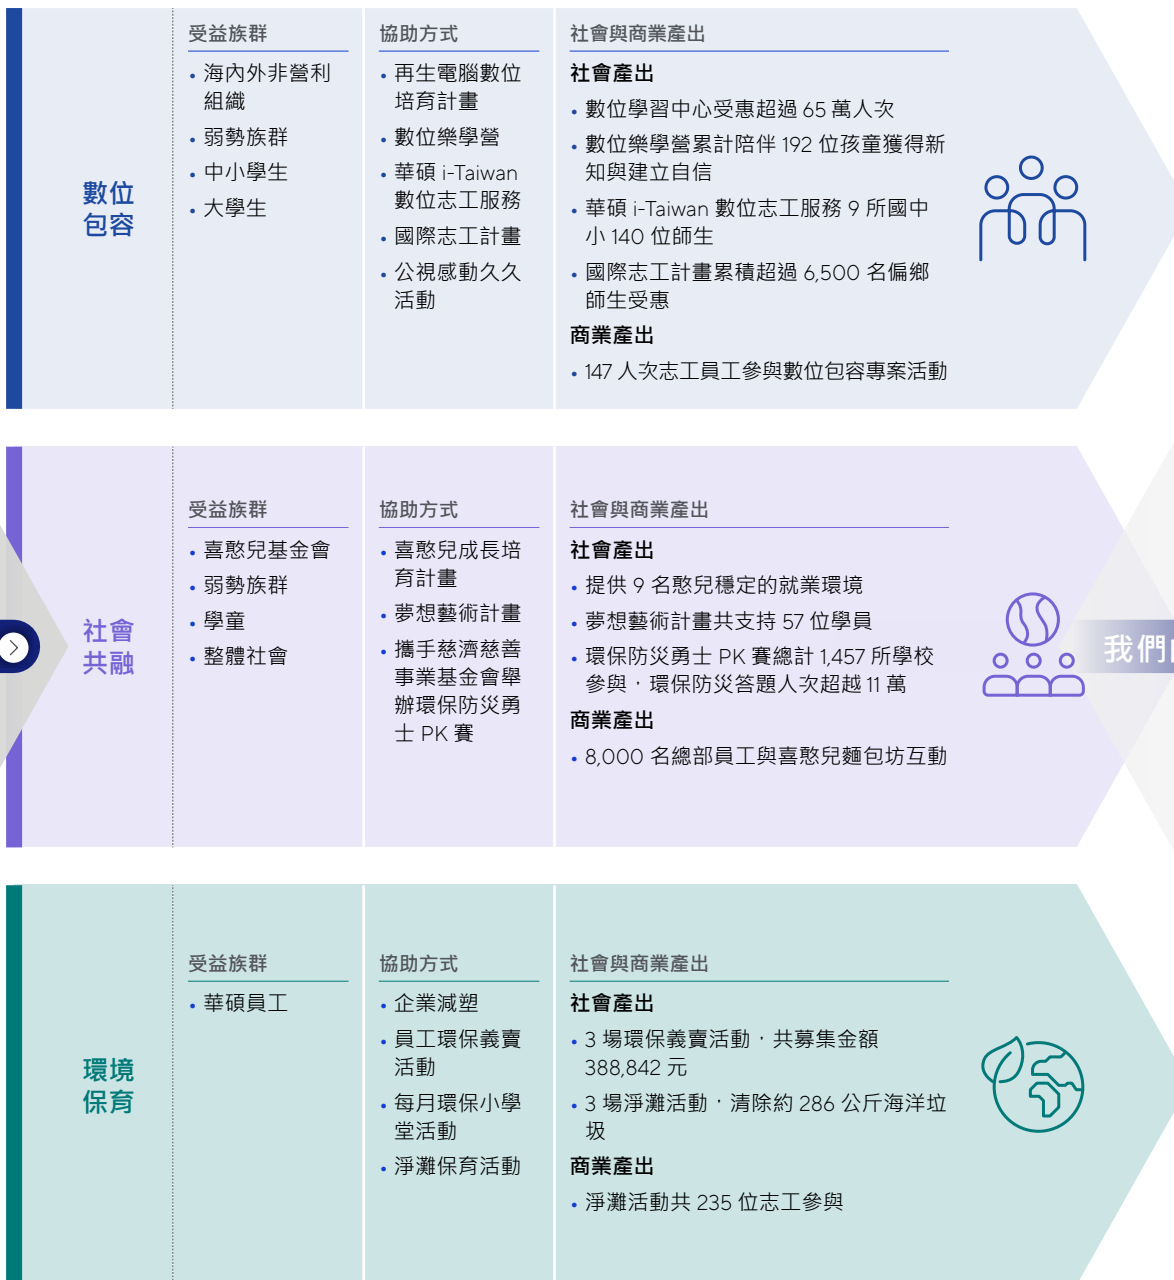 數位
包容
受益族群
• 海內外非營利
組織
• 弱勢族群
• 中小學生
• 大學生
協助方式
• 再生電腦數位
培育計畫
• 數位樂學營
• 華碩 i-Taiwan
數位志工服務
• 國際志工計畫
• 公視感動久久
活動
社會與商業產出
社會產出
• 數位學習中心受惠超過 65 萬人次
• 數位樂學營累計陪伴 192 位孩童獲得新
知與建立自信
• 華碩 i-Taiwan 數位志工服務 9 所國中
小 140 位師生
• 國際志工計畫累積超過 6,500 名偏鄉
師生受惠
商業產出
• 147 人次志工員工參與數位包容專案活動
社會
共融
受益族群
• 喜憨兒基金會
• 弱勢族群
• 學童
• 整體社會
協助方式
• 喜憨兒成長培
育計畫
• 夢想藝術計畫
• 攜手慈濟慈善
事業基金會舉
辦環保防災勇
士 PK 賽
社會與商業產出
社會產出
• 提供 9 名憨兒穩定的就業環境
• 夢想藝術計畫共支持 57 位學員
• 環保防災勇士 PK 賽總計 1,457 所學校
參與，環保防災答題人次超越 11 萬
商業產出
• 8,000 名總部員工與喜憨兒麵包坊互動
我們
環境
保育
受益族群
• 華碩員工
協助方式
• 企業減塑
• 員工環保義賣
活動
• 每月環保小學
堂活動
• 淨灘保育活動
社會與商業產出
社會產出
• 3 場環保義賣活動，共募集金額
388,842 元
• 3 場淨灘活動，清除約 286 公斤海洋垃
圾
商業產出
• 淨灘活動共 235 位志工參與